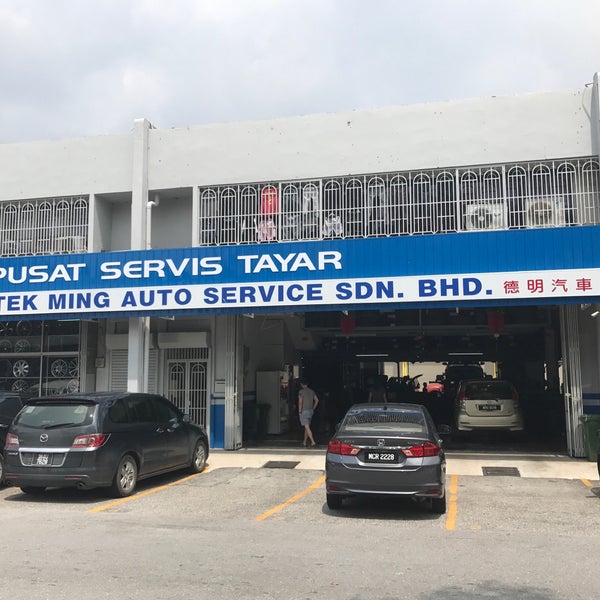 PUSAT SERVIS TAYAR
TEK MING AUTO SERVICE SDN. BHD. 德明汽車
WCR 2228